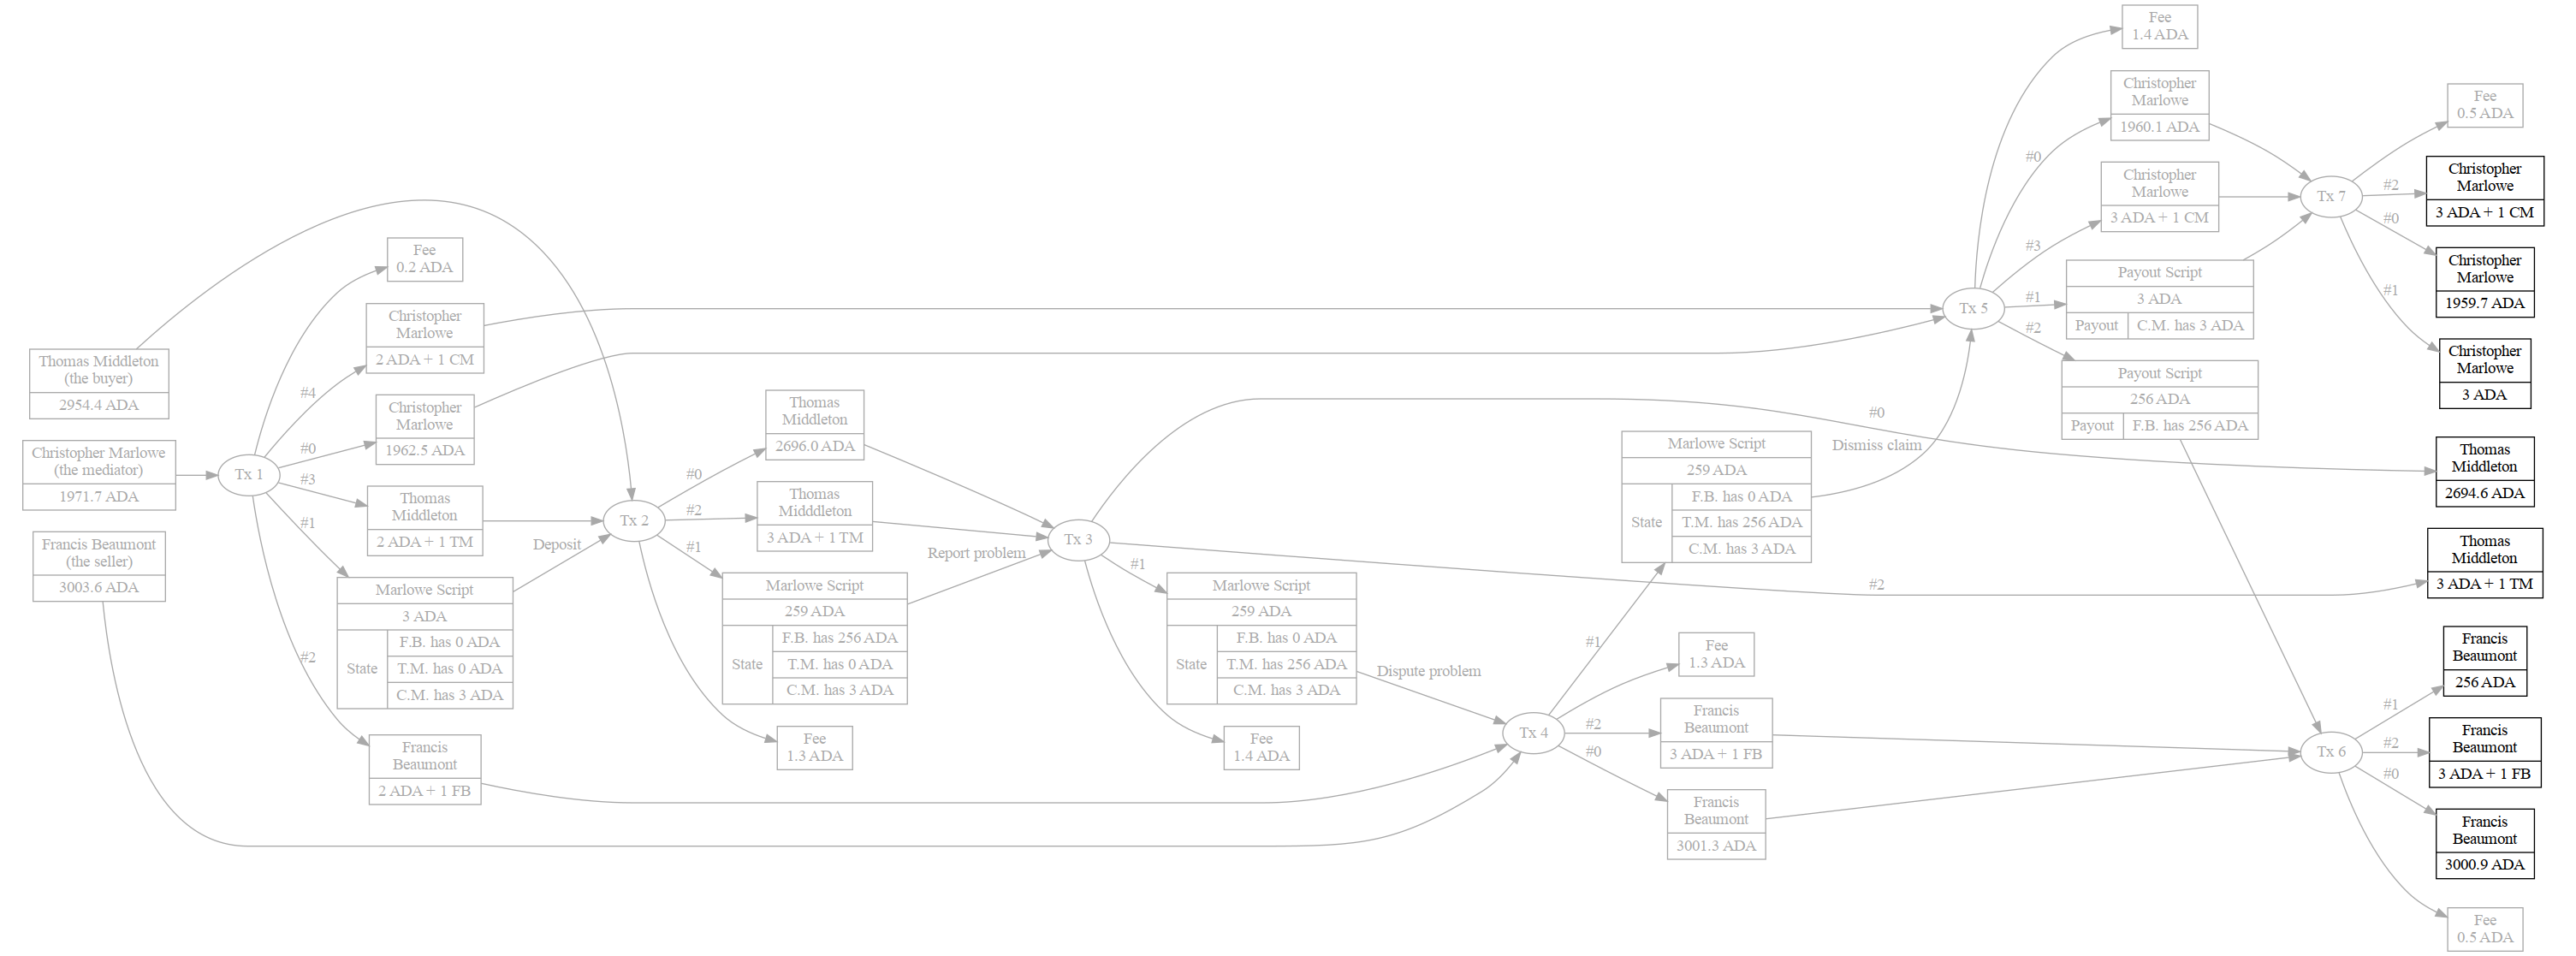 Thomas Middleton
(the buyer)
2954.4 ADA
Christopher Marlowe
(the mediator)
1971.7 ADA
Francis Beaumont
(the seller)
3003.6 ADA
Tx 1
#4
#0
#3
#1
#2
Fee
0.2 ADA
Christopher
Marlowe
2 ADA + 1 CM
Christopher
Marlowe
1962.5 ADA
Thomas
Middleton
2 ADA + 1 TM
Marlowe Script
3 ADA
State
F.B. has 0 ADA
T.M. has 0 ADA
C.M. has 3 ADA
Francis
Beaumont
2 ADA + 1 FB
Deposit
Tx 2
#0
#2
#1
Thomas
Middleton
2696.0 ADA
Thomas
Midddleton
3 ADA + 1 TM
Marlowe Script
259 ADA
State
F.B. has 256 ADA
T.M. has 0 ADA
C.M. has 3 ADA
Fee
1.3 ADA
Report problem
Tx 3
#1
#0
#2
Marlowe Script
259 ADA
State
F.B. has 0 ADA
T.M. has 256 ADA
C.M. has 3 ADA
Fee
1.4 ADA
Dispute problem
Tx 4
#1
#2
#0
Marlowe Script
259 ADA
State
F.B. has 0 ADA
T.M. has 256 ADA
C.M. has 3 ADA
Fee
1.3 ADA
Francis
Beaumont
3 ADA + 1 FB
Francis
Beaumont
3001.3 ADA
Dismiss claim
Tx 5
#0
#3
#1
#2
Fee
1.4 ADA
Christopher
Marlowe
1960.1 ADA
Christopher
Marlowe
3 ADA + 1 CM
Payout Script
3 ADA
Payout
C.M. has 3 ADA
Payout Script
256 ADA
Payout
F.B. has 256 ADA
Tx 7
#2
#0
#1
Fee
0.5 ADA
Christopher
Marlowe
3 ADA + 1 CM
Christopher
Marlowe
1959.7 ADA
Christopher
Marlowe
3 ADA
Thomas
Middleton
2694.6 ADA
Thomas
Middleton
3 ADA + 1 TM
Tx 6
#1
#2
#0
Francis
Beaumont
256 ADA
Francis
Beaumont
3 ADA + 1 FB
Francis
Beaumont
3000.9 ADA
Fee
0.5 ADA